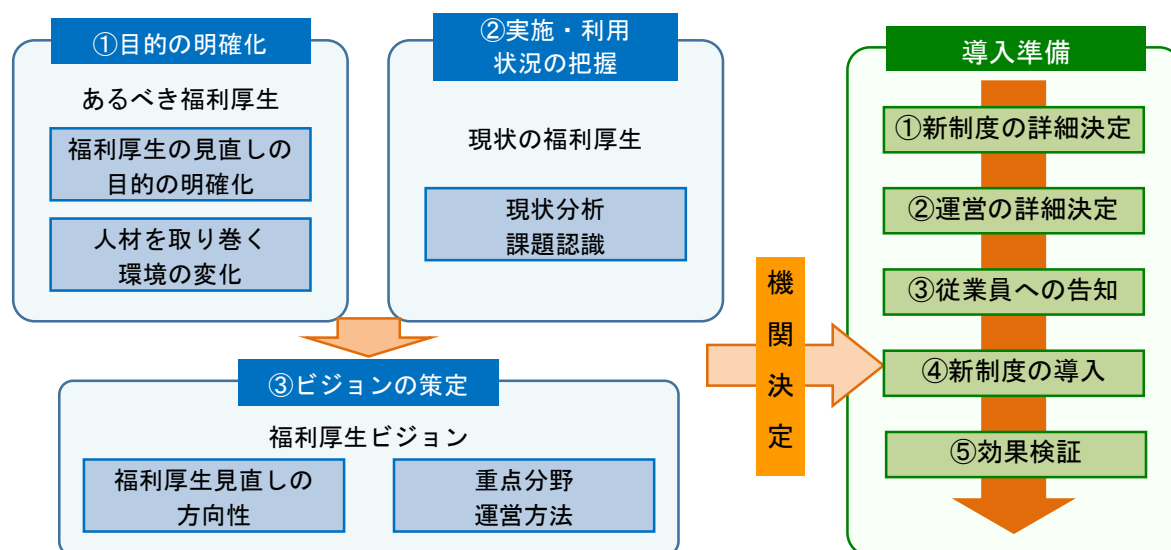 ①目的の明確化
あるべき福利厚生
福利厚生の見直しの
目的の明確化
人材を取り巻く
環境の変化
②実施・利用
状況の把握
現状の福利厚生
現状分析
課題認識
③ビジョンの策定
福利厚生ビジョン
福利厚生見直しの
方向性
重点分野
運営方法
機
関
決
定
導入準備
①新制度の詳細決定
②運営の詳細決定
③従業員への告知
④新制度の導入
⑤効果検証